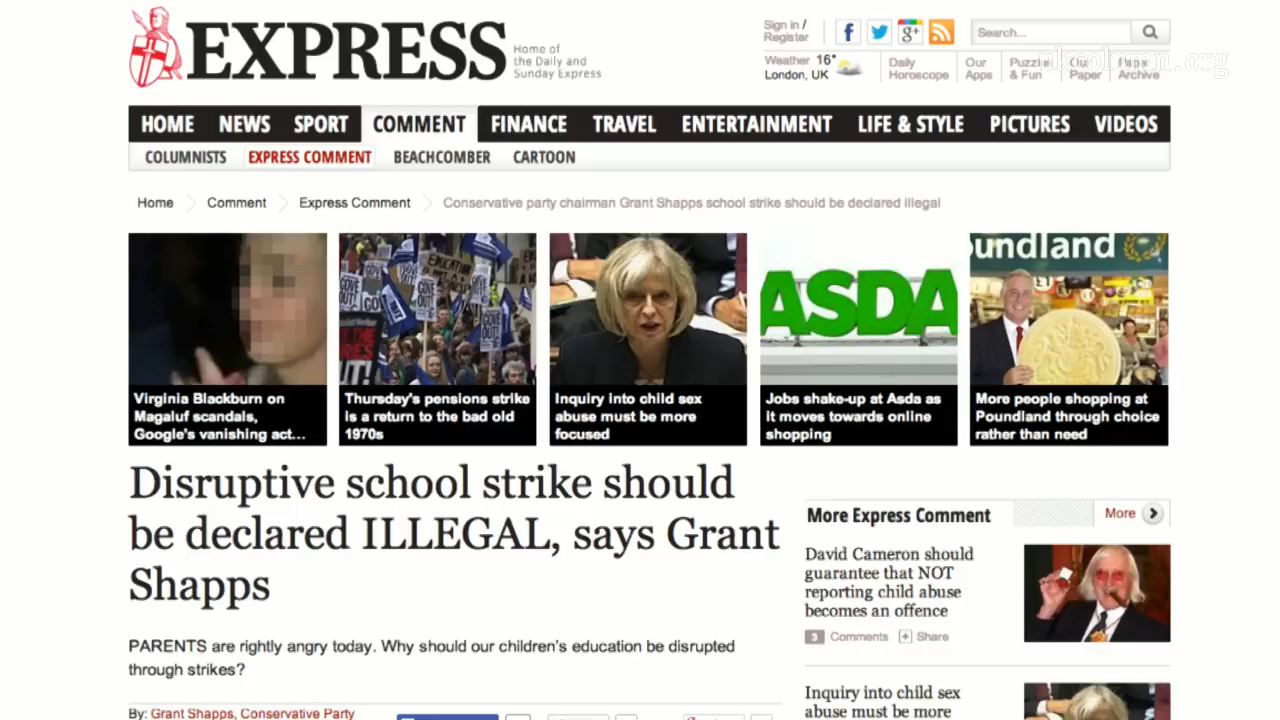 EXPRESS
Home of
the Daily and
Sunday Express
Sign in /
Register
Search...
Weather 16°
London, UK
Daily
Horoscope
Our
Apps
Puzzles
& Fun
Our
Paper
Paper
Archive
ukcolumn.org
HOME NEWS SPORT COMMENT FINANCE TRAVEL ENTERTAINMENT LIFE & STYLE PICTURES VIDEOS
COLUMNISTS EXPRESS COMMENT BEACHCOMBER CARTOON
Home Comment Express Comment Conservative party chairman Grant Shapps school strike should be declared illegal
Virginia Blackburn on
Magaluf scandals,
Google's vanishing act...
GOVE
OUT!
EDUCATION
Thursday's pensions strike
is a return to the bad old
1970s
Inquiry into child sex
abuse must be more
focused
ASDA
Jobs shake-up at Asda as
it moves towards online
shopping
oundland
More people shopping at
Poundland through choice
rather than need
Disruptive school strike should
be declared ILLEGAL, says Grant
Shapps
PARENTS are rightly angry today. Why should our children's education be disrupted
through strikes?
By: Grant Shapps, Conservative Party
More Express Comment
More
David Cameron should
guarantee that NOT
reporting child abuse
becomes an offence
3 Comments + Share
Inquiry into child sex
abuse must be more